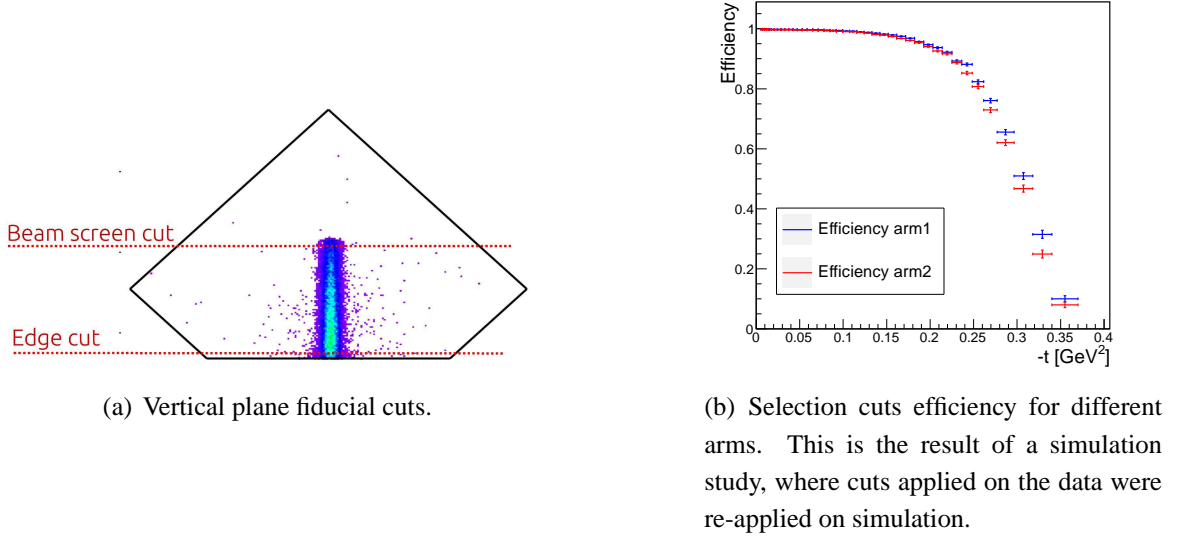 Beam screen cut
Edge cut
(a) Vertical plane fiducial cuts.
Efficiency
1
0.8
0.6
0.4
0.2
0
Efficiency arm1
Efficiency arm2
0 0.05 0.1 0.15 0.2 0.25 0.3 0.35 0.4
-t [GeV²]
(b) Selection cuts efficiency for different
arms. This is the result of a simulation
study, where cuts applied on the data were
re-applied on simulation.